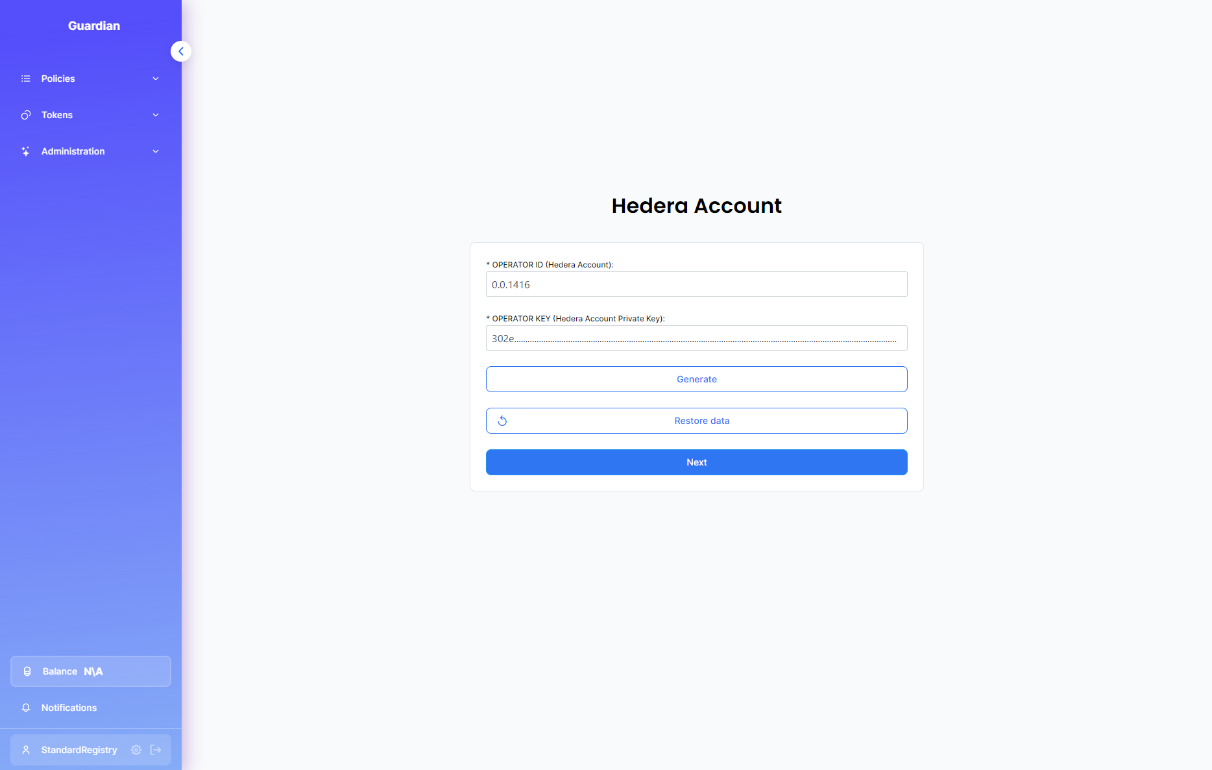 Guardian
Policies
Tokens
Administration
Hedera Account
* OPERATOR ID (Hedera Account):
0.0.1416
* OPERATOR KEY (Hedera Account Private Key):
302e................................................................................................................................
Generate
Restore data
Next
Balance N\A
Notifications
StandardRegistry